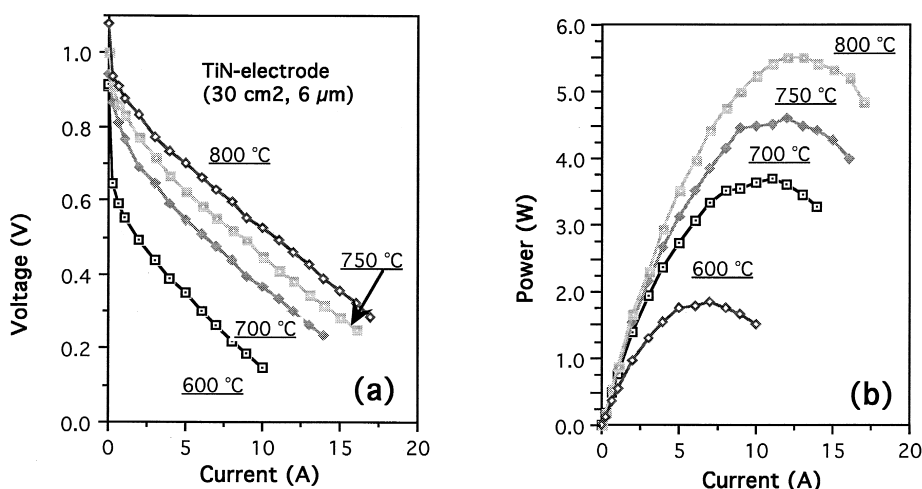 1.0
0.8
0.6
0.4
0.2
0.0
Voltage (V)
TiN-electrode
(30 cm2, 6 µm)
800 °C
750 °C
700 °C
600 °C
(a)
0 5 10 15 20
Current (A)
6.0
5.0
4.0
3.0
2.0
1.0
0.0
Power (W)
800 °C
750 °C
700 °C
600 °C
(b)
0 5 10 15 20
Current (A)